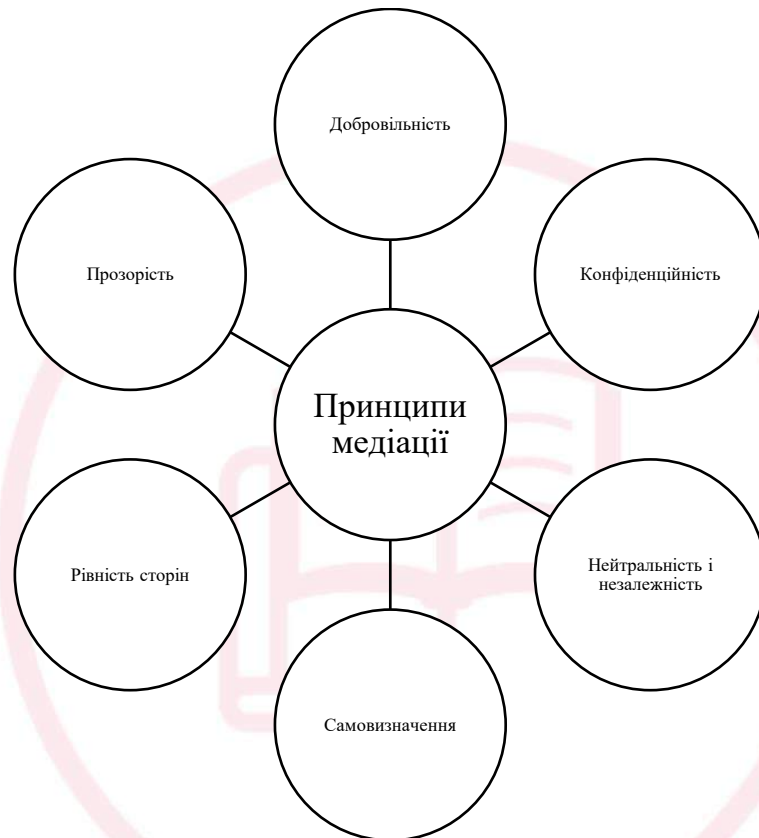 Добровільність
Прозорість
Конфіденційність
Принципи
медіації
Рівність сторін
Нейтральність і
незалежність
Самовизначення